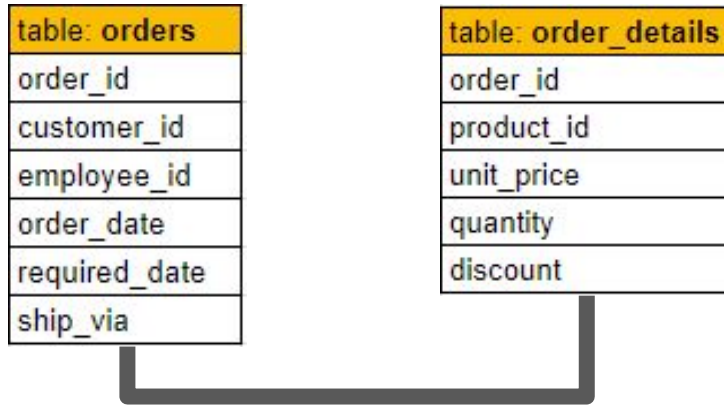 table: orders
order_id
customer_id
employee_id
order_date
required_date
ship_via
table: order_details
order_id
product_id
unit_price
quantity
discount